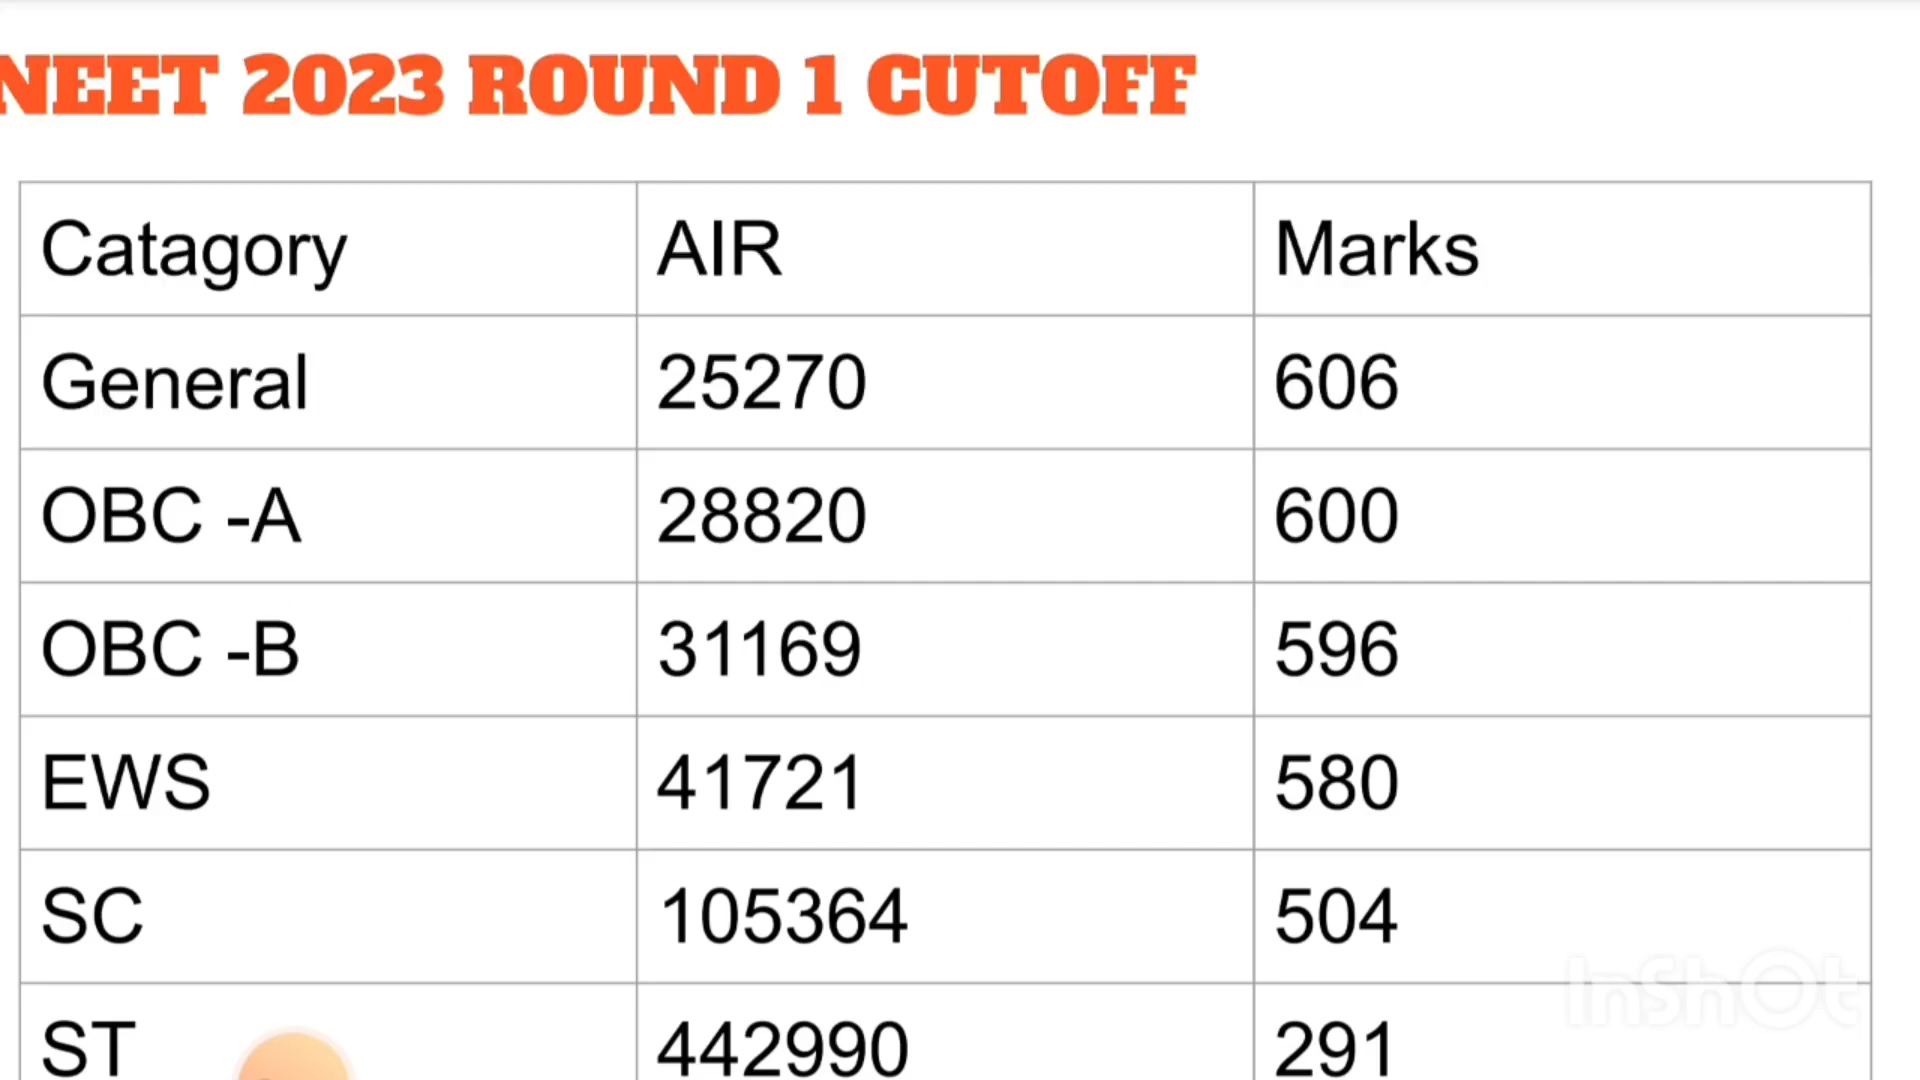 NEET 2023 ROUND 1 CUTOFF
Catagory AIR Marks
General 25270 606
OBC -A 28820 600
OBC -B 31169 596
EWS 41721 580
SC 105364 504
ST 442990 291
InShOt